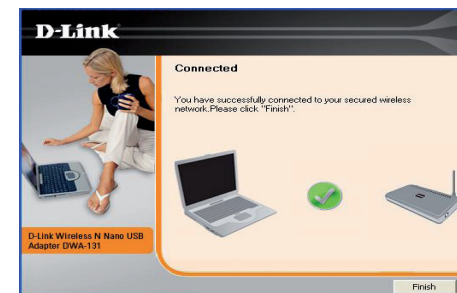 D-Link
Connected
You have successfully connected to your secured wireless
network.Please click "Finish".
D-Link Wireless N Nano USB
Adapter DWA-131
Finish